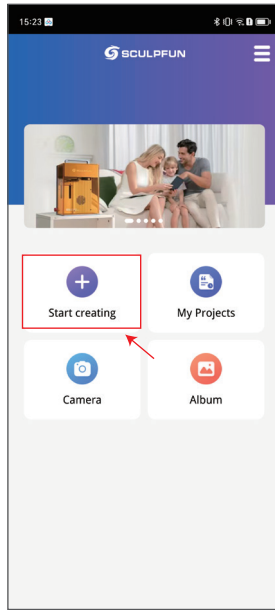 15:23
SCULPFUN
Start creating
My Projects
Camera
Album